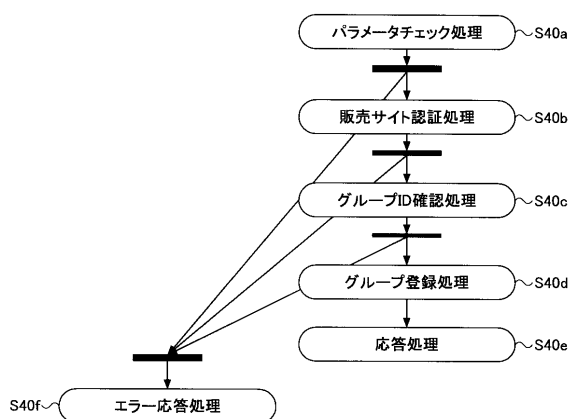 パラメータチェック処理 S40a
販売サイト認証処理 S40b
グループID確認処理 S40c
グループ登録処理 S40d
応答処理 S40e
S40f エラー応答処理